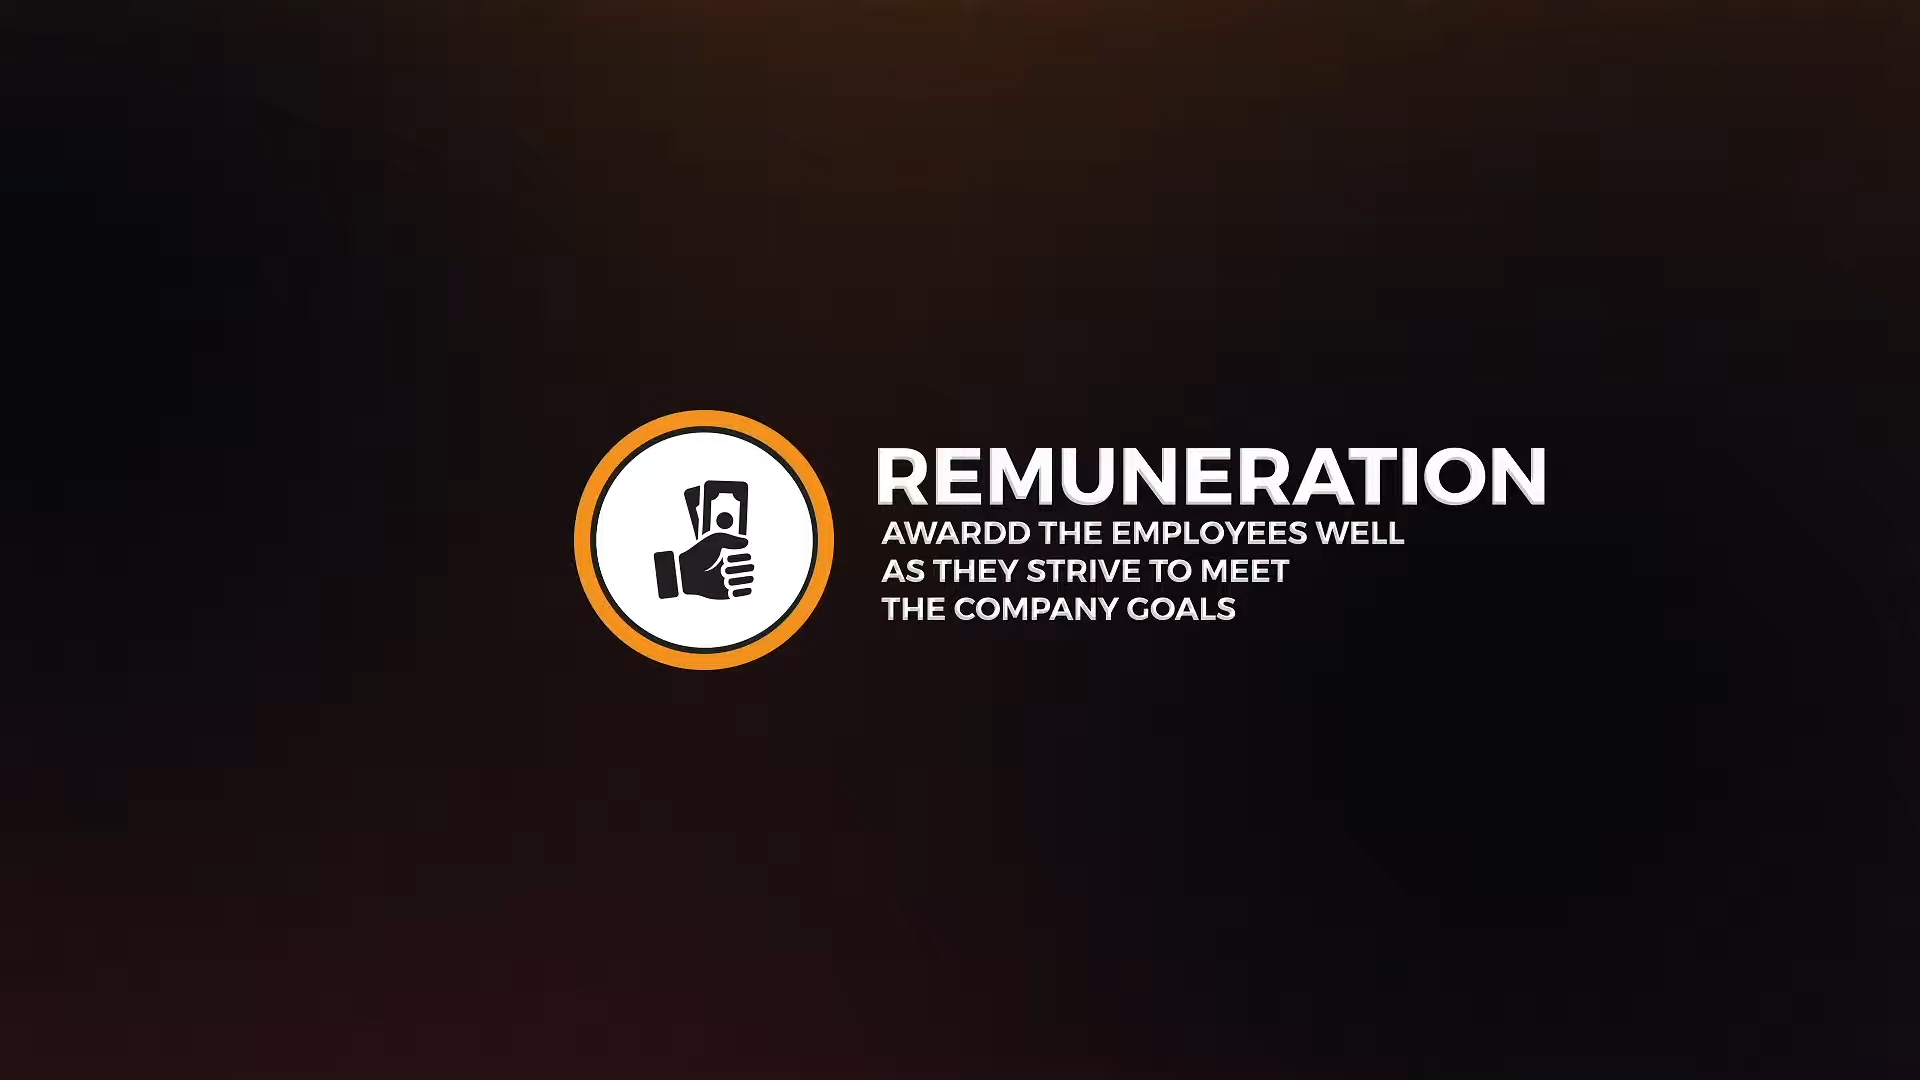 REMUNERATION
AWARDD THE EMPLOYEES WELL
AS THEY STRIVE TO MEET
THE COMPANY GOALS